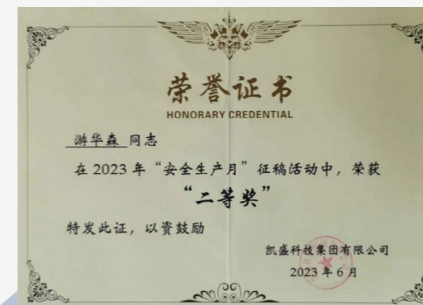 荣誉证书
HONORARY CREDENTIAL
游华森 同志
在 2023 年“安全生产月”征稿活动中，荣获
“二等奖”
特发此证，以资鼓励
凯盛科技集团有限公司
2023 年 6 月